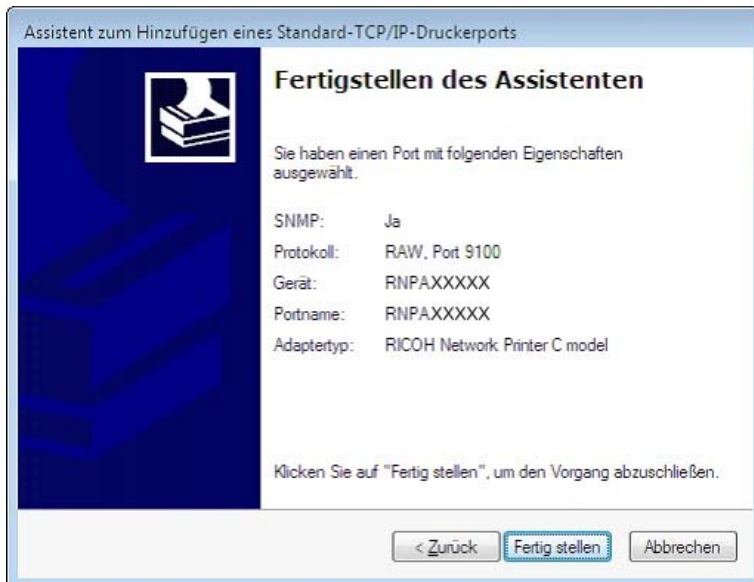 Assistent zum Hinzufügen eines Standard-TCP/IP-Druckerports
Fertigstellen des Assistenten
Sie haben einen Port mit folgenden Eigenschaften
ausgewählt.
SNMP: Ja
Protokoll: RAW, Port 9100
Gerät: RNPAXXXXX
Portname: RNPAXXXXX
Adaptertyp: RICOH Network Printer C model
Klicken Sie auf "Fertig stellen", um den Vorgang abzuschließen.
< Zurück Fertig stellen Abbrechen